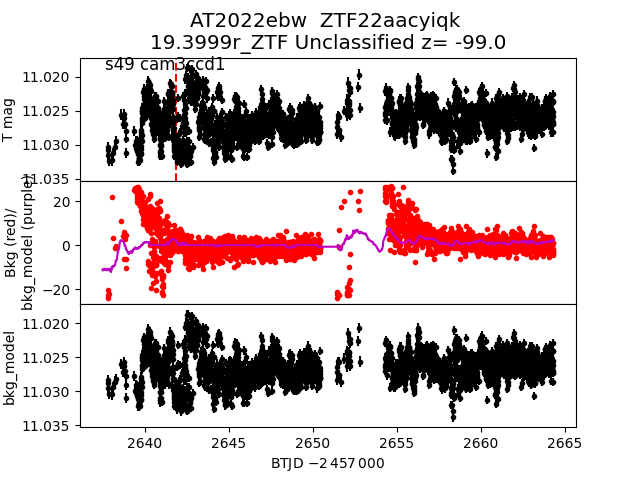 AT2022ebw  ZTF22aacyiqk
19.3999r_ZTF Unclassified z= -99.0
s49 cam3ccd1
T mag
11.020
11.025
11.030
11.035
Bkg (red)/
bkg_model (purple)
20
0
−20
bkg_model
11.020
11.025
11.030
11.035
2640 2645 2650 2655 2660 2665
BTJD −2 457 000